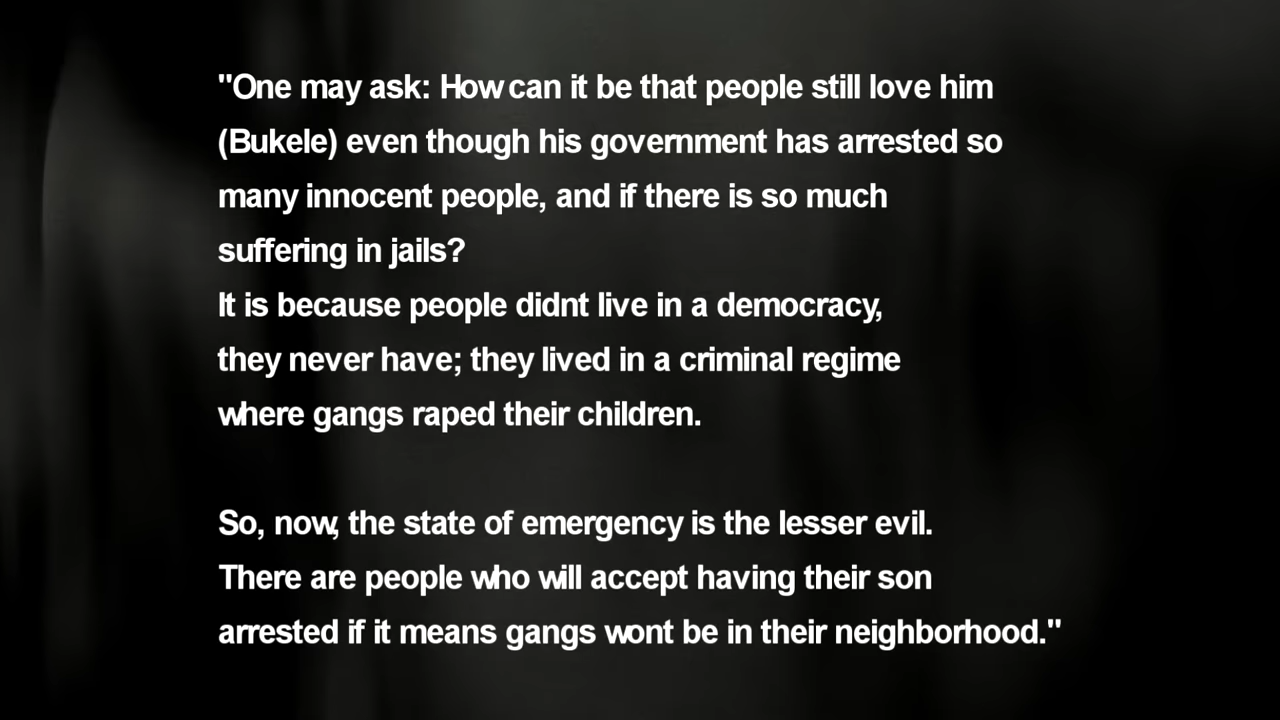 "One may ask: How can it be that people still love him
(Bukele) even though his government has arrested so
many innocent people, and if there is so much
suffering in jails?
It is because people didnt live in a democracy,
they never have; they lived in a criminal regime
where gangs raped their children.
So, now, the state of emergency is the lesser evil.
There are people who will accept having their son
arrested if it means gangs wont be in their neighborhood."